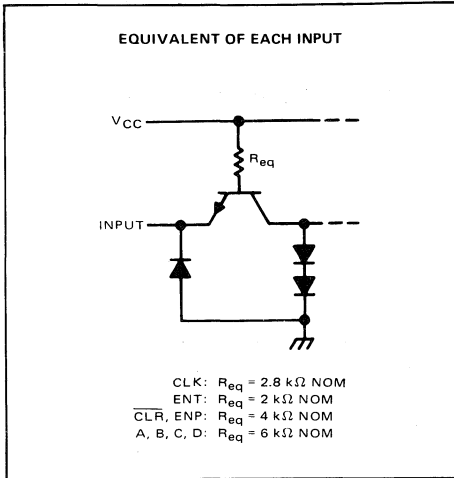 EQUIVALENT OF EACH INPUT
VCC
Req
INPUT
CLK: Req = 2.8 kΩ NOM
ENT: Req = 2 kΩ NOM
C̅L̅R̅, ENP: Req = 4 kΩ NOM
A, B, C, D: Req = 6 kΩ NOM